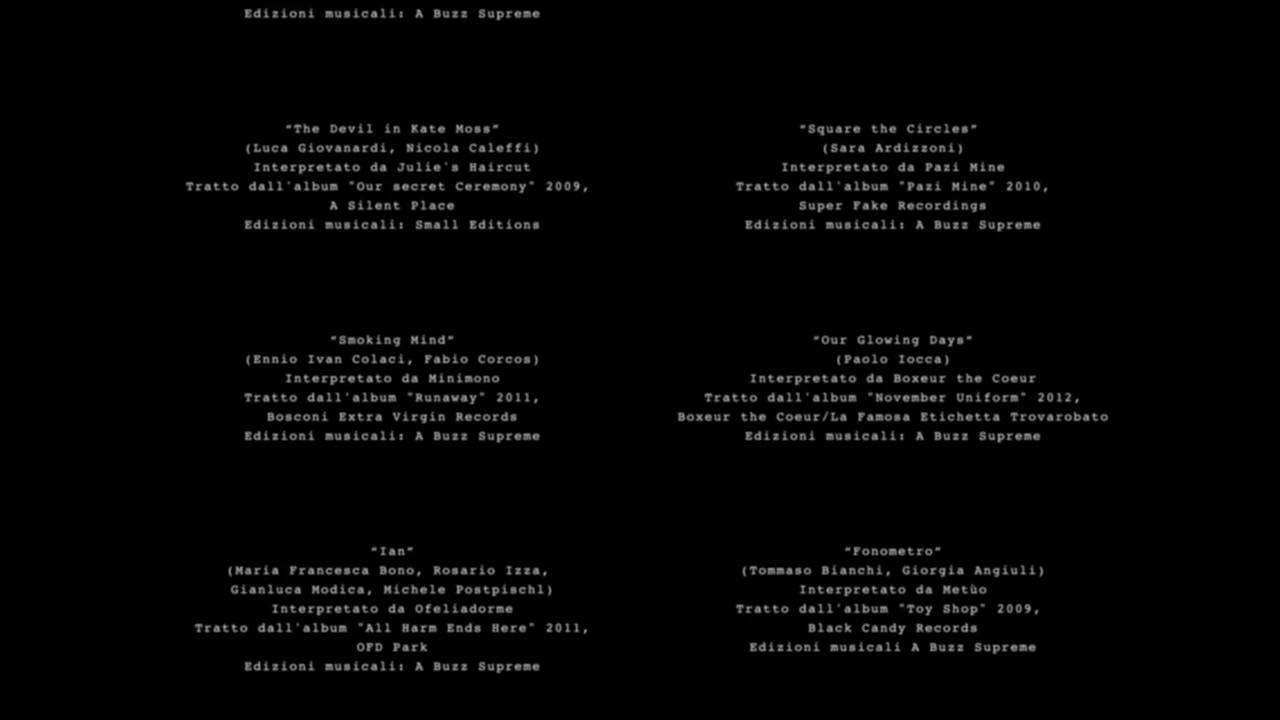 Edizioni musicali: A Buzz Supreme
“The Devil in Kate Moss”
(Luca Giovanardi, Nicola Caleffi)
Interpretato da Julie's Haircut
Tratto dall'album "Our secret Ceremony" 2009,
A Silent Place
Edizioni musicali: Small Editions
“Square the Circles”
(Sara Ardizzoni)
Interpretato da Pazi Mine
Tratto dall'album "Pazi Mine" 2010,
Super Fake Recordings
Edizioni musicali: A Buzz Supreme
“Smoking Mind”
(Ennio Ivan Colaci, Fabio Corcos)
Interpretato da Minimono
Tratto dall'album "Runaway" 2011,
Bosconi Extra Virgin Records
Edizioni musicali: A Buzz Supreme
“Our Glowing Days”
(Paolo Iocca)
Interpretato da Boxeur the Coeur
Tratto dall'album "November Uniform" 2012,
Boxeur the Coeur/La Famosa Etichetta Trovarobato
Edizioni musicali: A Buzz Supreme
“Ian”
(Maria Francesca Bono, Rosario Izza,
Gianluca Modica, Michele Postpischl)
Interpretato da Ofeliadorme
Tratto dall'album "All Harm Ends Here" 2011,
OFD Park
Edizioni musicali: A Buzz Supreme
“Fonometro”
(Tommaso Bianchi, Giorgia Angiuli)
Interpretato da Metùo
Tratto dall'album "Toy Shop" 2009,
Black Candy Records
Edizioni musicali A Buzz Supreme